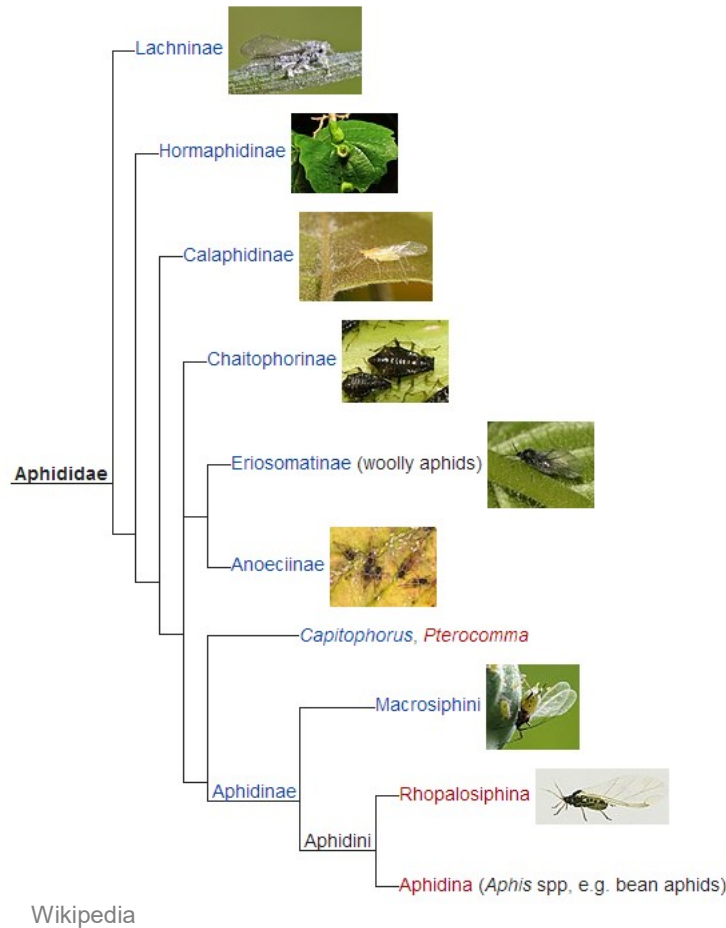 Lachninae
Hormaphidinae
Calaphidinae
Chaitophorinae
Eriosomatinae (woolly aphids)
Aphididae
Anoeciinae
Capitophorus, Pterocomma
Macrosiphini
Aphidinae
Rhopalosiphina
Aphidini
Aphidina (Aphis spp, e.g. bean aphids)
Wikipedia